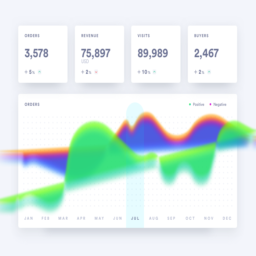 ORDERS
3,578
5%
REVENUE
75,897
USD
2%
VISITS
89,989
10%
BUYERS
2,467
2%
ORDERS
Positive
Negative
JAN FEB MAR APR MAY JUN JUL AUG SEP OCT NOV DEC